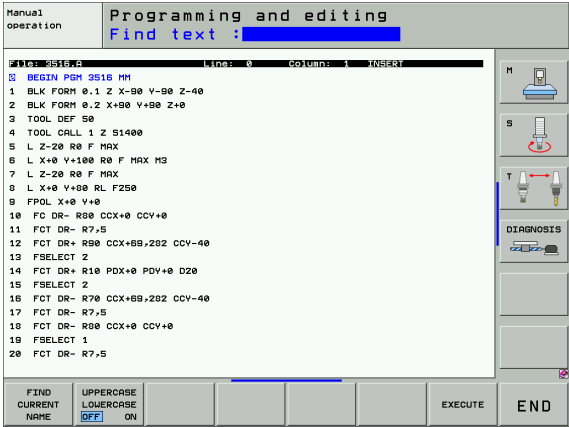 Manual
operation
Programming and editing
Find text :
File: 3516.A Line: 0 Column: 1 INSERT
0 BEGIN PGM 3516 MM
1 BLK FORM 0.1 Z X-90 Y-90 Z-40
2 BLK FORM 0.2 X+90 Y+90 Z+0
3 TOOL DEF 50
4 TOOL CALL 1 Z S1400
5 L Z-20 R0 F MAX
6 L X+0 Y+100 R0 F MAX M3
7 L Z-20 R0 F MAX
8 L X+0 Y+80 RL F250
9 FPOL X+0 Y+0
10 FC DR- R80 CCX+0 CCY+0
11 FCT DR- R7,5
12 FCT DR+ R90 CCX+69,282 CCY-40
13 FSELECT 2
14 FCT DR+ R10 PDX+0 PDY+0 D20
15 FSELECT 2
16 FCT DR- R70 CCX+69,282 CCY-40
17 FCT DR- R7,5
18 FCT DR- R80 CCX+0 CCY+0
19 FSELECT 1
20 FCT DR- R7,5
M
S
T
DIAGNOSIS
FIND
CURRENT
NAME
UPPERCASE
LOWERCASE
OFF ON
EXECUTE
END